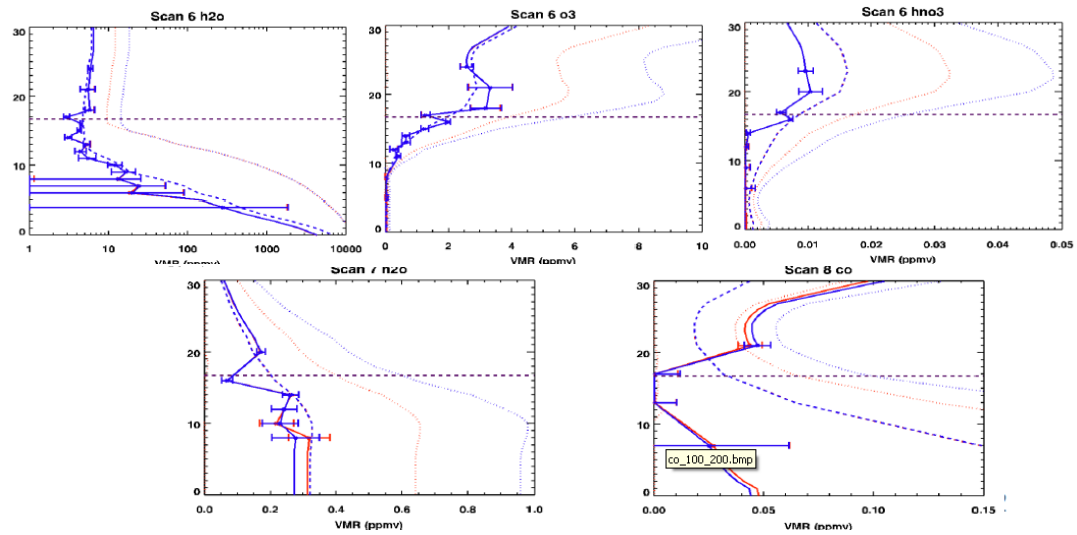 Scan 6 h2o
Scan 6 o3
Scan 6 hno3
30
20
10
0
1 10 100 1000 10000
VMR (ppmv)
30
20
10
0
0 2 4 6 8 10
VMR (ppmv)
30
20
10
0
0.00 0.01 0.02 0.03 0.04 0.05
VMR (ppmv)
Scan 7 h2o
Scan 8 co
30
20
10
0
0.0 0.2 0.4 0.6 0.8 1.0
VMR (ppmv)
30
20
10
0
co_100_200.bmp
0.00 0.05 0.10 0.15
VMR (ppmv)